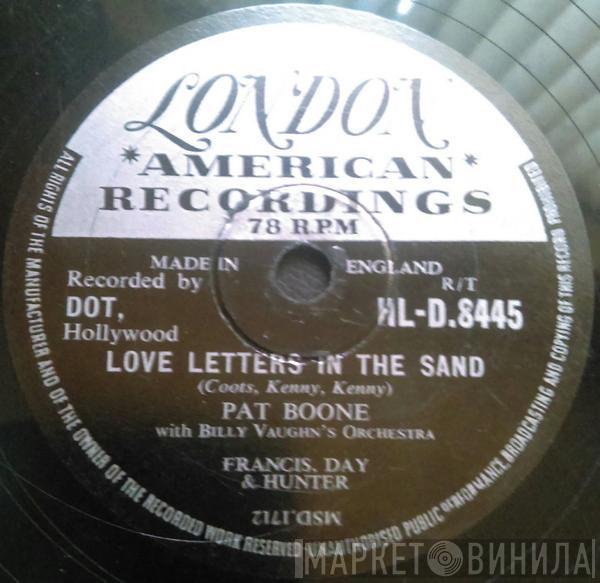 LONDON
*AMERICAN*
RECORDINGS
78 RPM
MADE IN ENGLAND
Recorded by
DOT,
Hollywood
R/T
HL-D.8445
LOVE LETTERS IN THE SAND
(Coots, Kenny, Kenny)
PAT BOONE
with BILLY VAUGHN'S ORCHESTRA
FRANCIS, DAY
& HUNTER
MSD.1712
ALL RIGHTS OF THE MANUFACTURER AND OF THE OWNER OF THE RECORDED WORK RESERVED UNAUTHORISED PUBLIC PERFORMANCE, BROADCASTING AND COPYING OF THIS RECORD PROHIBITED
МАРКЕТ ВИНИЛА